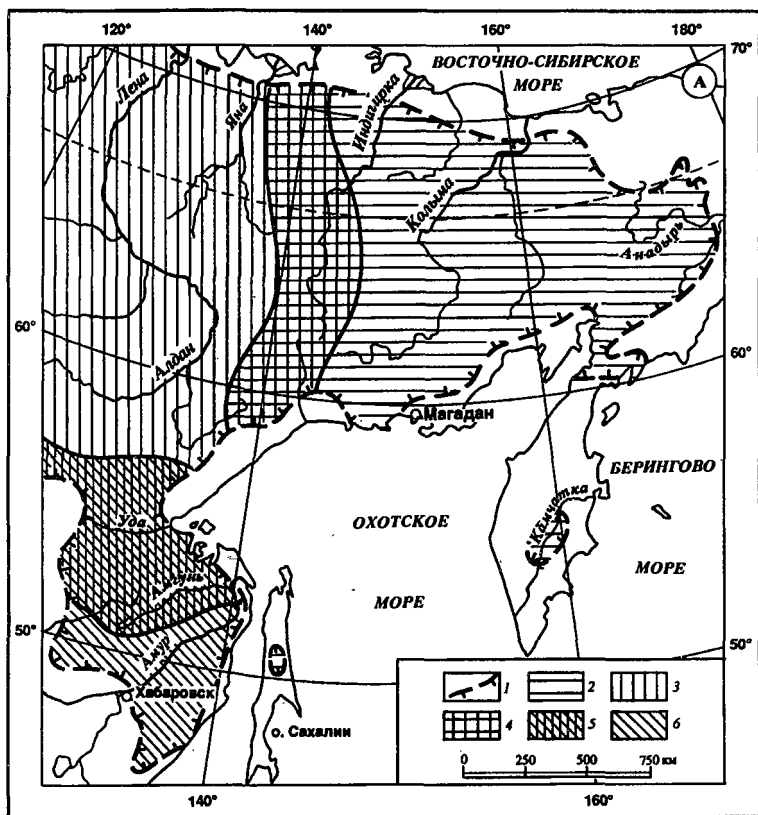 120° 140° 160° 180°
70°
ВОСТОЧНО-СИБИРСКОЕ
МОРЕ
А
Лена
Яна
Индигирка
Колыма
Анадырь
60°
Алдан
60°
Магадан
БЕРИНГОВО
Камчатка
ОХОТСКОЕ
Уда
МОРЕ
Амгунь
МОРЕ
50°
Амур
50°
Хабаровск
о. Сахалин
1 2 3
4 5 6
0 250 500 750 км
140° 160°